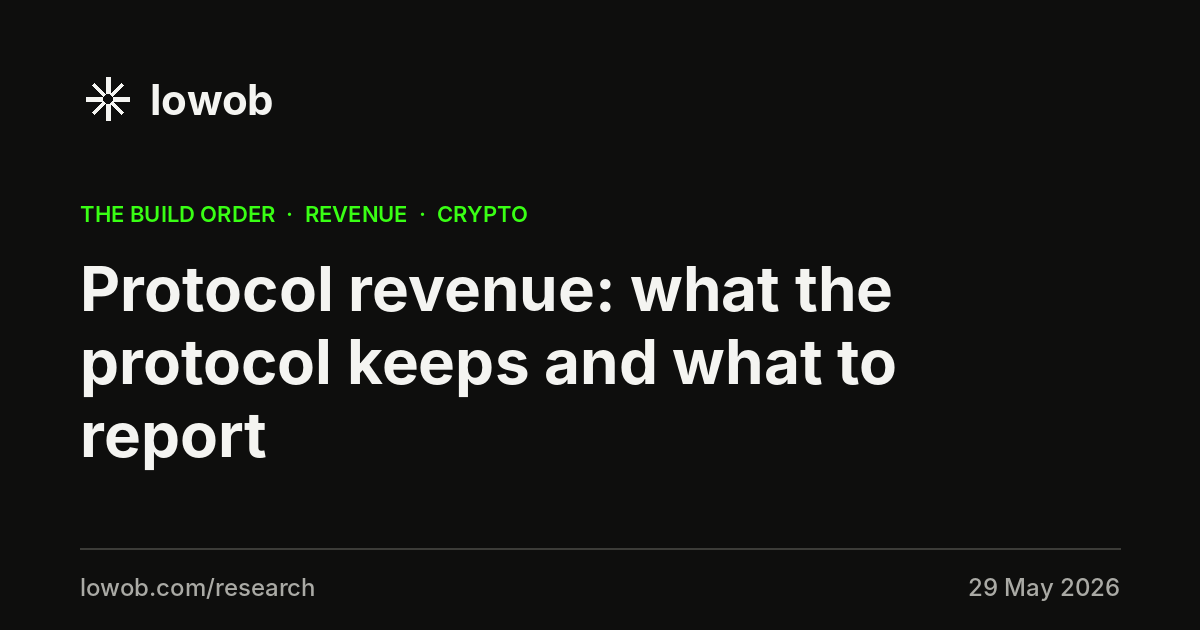 lowob
THE BUILD ORDER · REVENUE · CRYPTO
Protocol revenue: what the
protocol keeps and what to
report
lowob.com/research
29 May 2026